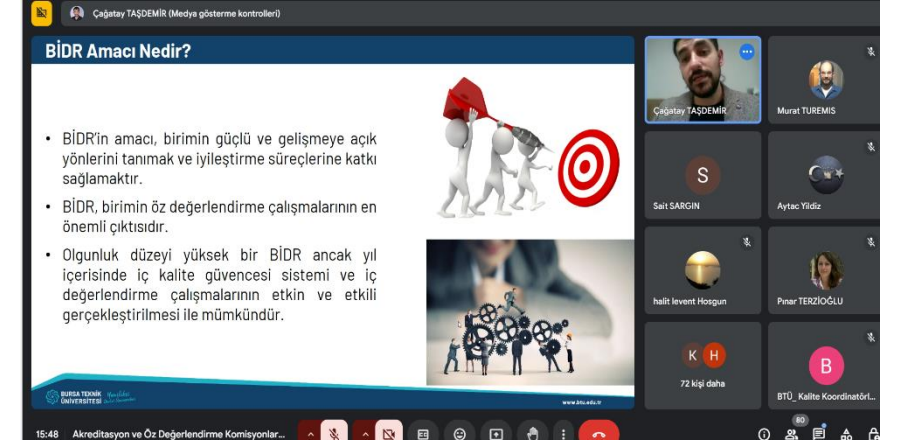 Çağatay TAŞDEMİR (Medya gösterme kontrolleri)
BİDR Amacı Nedir?
• BİDR'in amacı, birimin güçlü ve gelişmeye açık
yönlerini tanımak ve iyileştirme süreçlerine katkı
sağlamaktır.
• BİDR, birimin öz değerlendirme çalışmalarının en
önemli çıktısıdır.
• Olgunluk düzeyi yüksek bir BİDR ancak yıl
içerisinde iç kalite güvencesi sistemi ve iç
değerlendirme çalışmalarının etkin ve etkili
gerçekleştirilmesi ile mümkündür.
BURSA TEKNİK
ÜNİVERSİTESİ
www.btu.edu.tr
Çağatay TAŞDEMİR
Murat TUREMIS
S
Sait SARGIN
Aytac Yildiz
halit levent Hosgun
Pınar TERZİOĞLU
K H
72 kişi daha
B
BTÜ_ Kalite Koordinatörl...
15:48
Akreditasyon ve Öz Değerlendirme Komisyonlar...
80